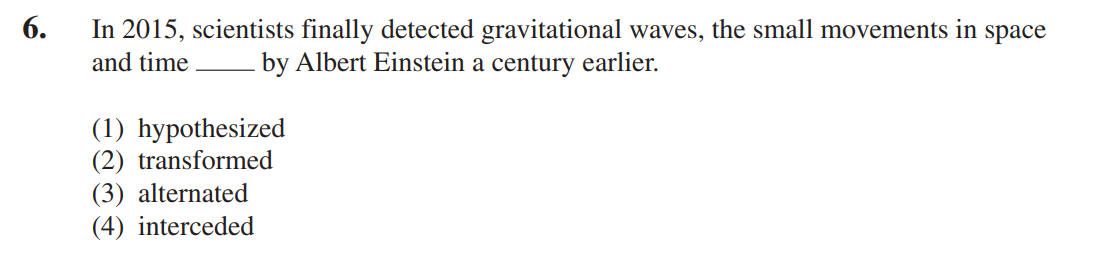 6. In 2015, scientists finally detected gravitational waves, the small movements in space
and time ____ by Albert Einstein a century earlier.
(1) hypothesized
(2) transformed
(3) alternated
(4) interceded